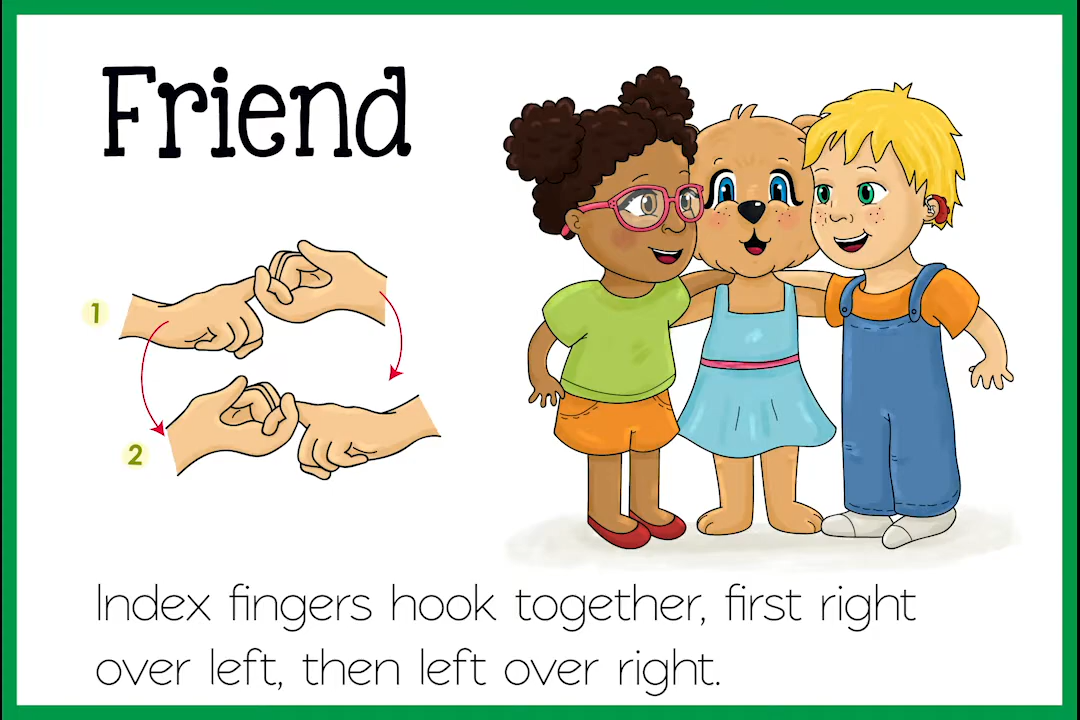 Friend
1
2
Index fingers hook together, first right
over left, then left over right.